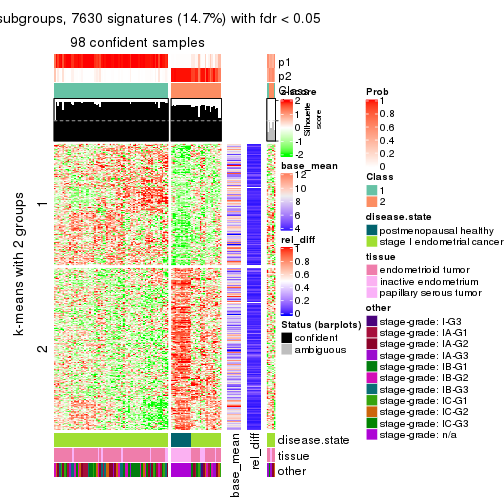 subgroups, 7630 signatures (14.7%) with fdr < 0.05
98 confident samples
p1
p2
Class
z-score
2
1
0
-1
-2
Silhouette
score
base_mean
12
10
8
6
4
rel_diff
1
0.8
0.6
0.4
0.2
0
Status (barplots)
confident
ambiguous
k-means with 2 groups
1
2
disease.state
tissue
other
base_mean
rel_diff
Prob
1
0.8
0.6
0.4
0.2
0
Class
1
2
disease.state
postmenopausal healthy
stage I endometrial cancer
tissue
endometrioid tumor
inactive endometrium
papillary serous tumor
other
stage-grade: I-G3
stage-grade: IA-G1
stage-grade: IA-G2
stage-grade: IA-G3
stage-grade: IB-G1
stage-grade: IB-G2
stage-grade: IB-G3
stage-grade: IC-G1
stage-grade: IC-G2
stage-grade: IC-G3
stage-grade: n/a